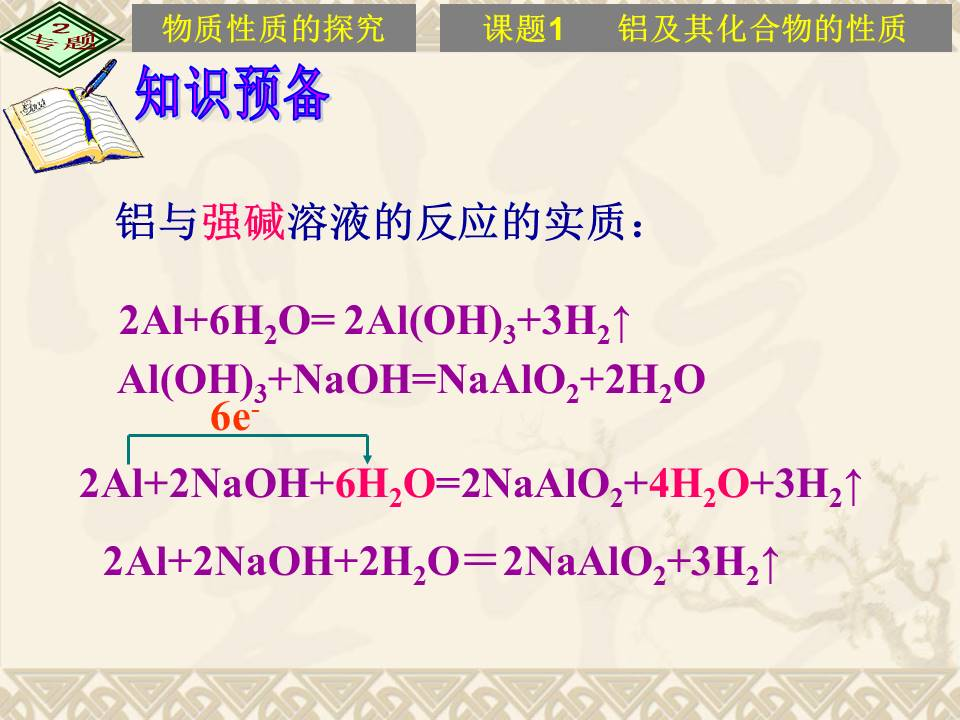 2
专题
物质性质的探究
课题1 铝及其化合物的性质
知识预备
铝与强碱溶液的反应的实质：
2Al+6H₂O= 2Al(OH)₃+3H₂↑
Al(OH)₃+NaOH=NaAlO₂+2H₂O
6e⁻
2Al+2NaOH+6H₂O=2NaAlO₂+4H₂O+3H₂↑
2Al+2NaOH+2H₂O＝2NaAlO₂+3H₂↑